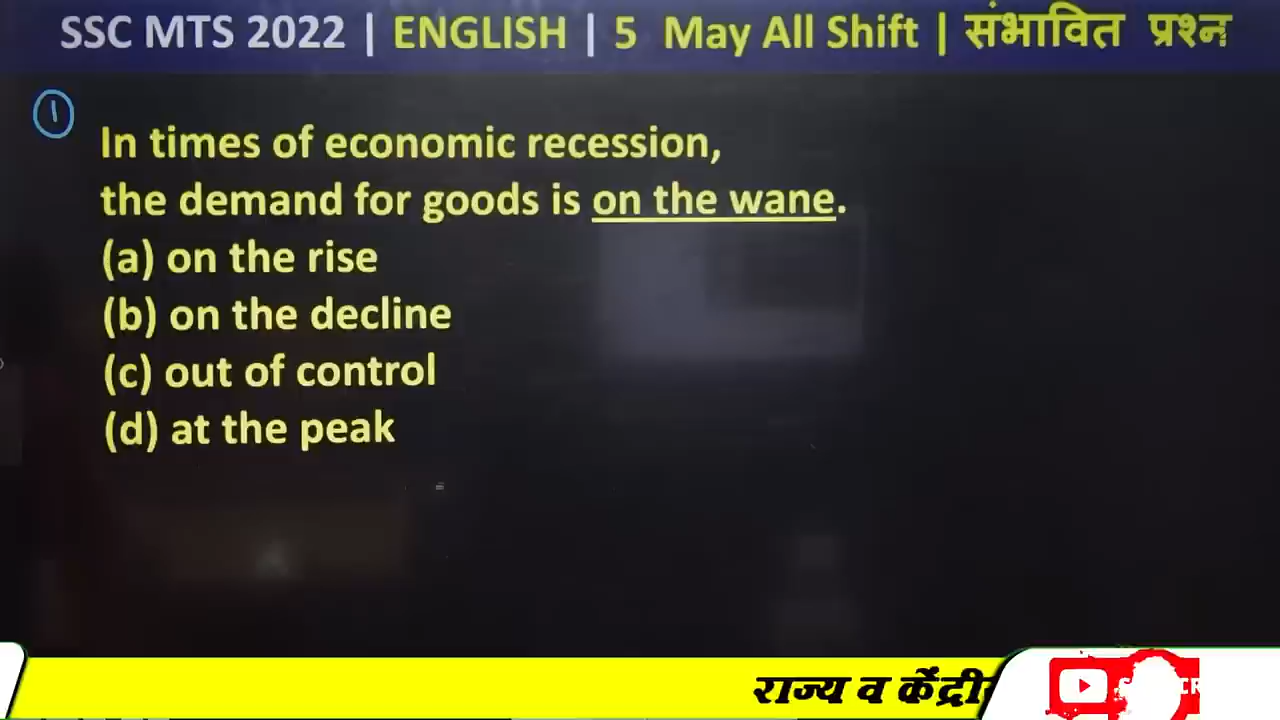 SSC MTS 2022 | ENGLISH | 5 May All Shift | संभावित प्रश्न
1
In times of economic recession,
the demand for goods is on the wane.
(a) on the rise
(b) on the decline
(c) out of control
(d) at the peak
राज्य व